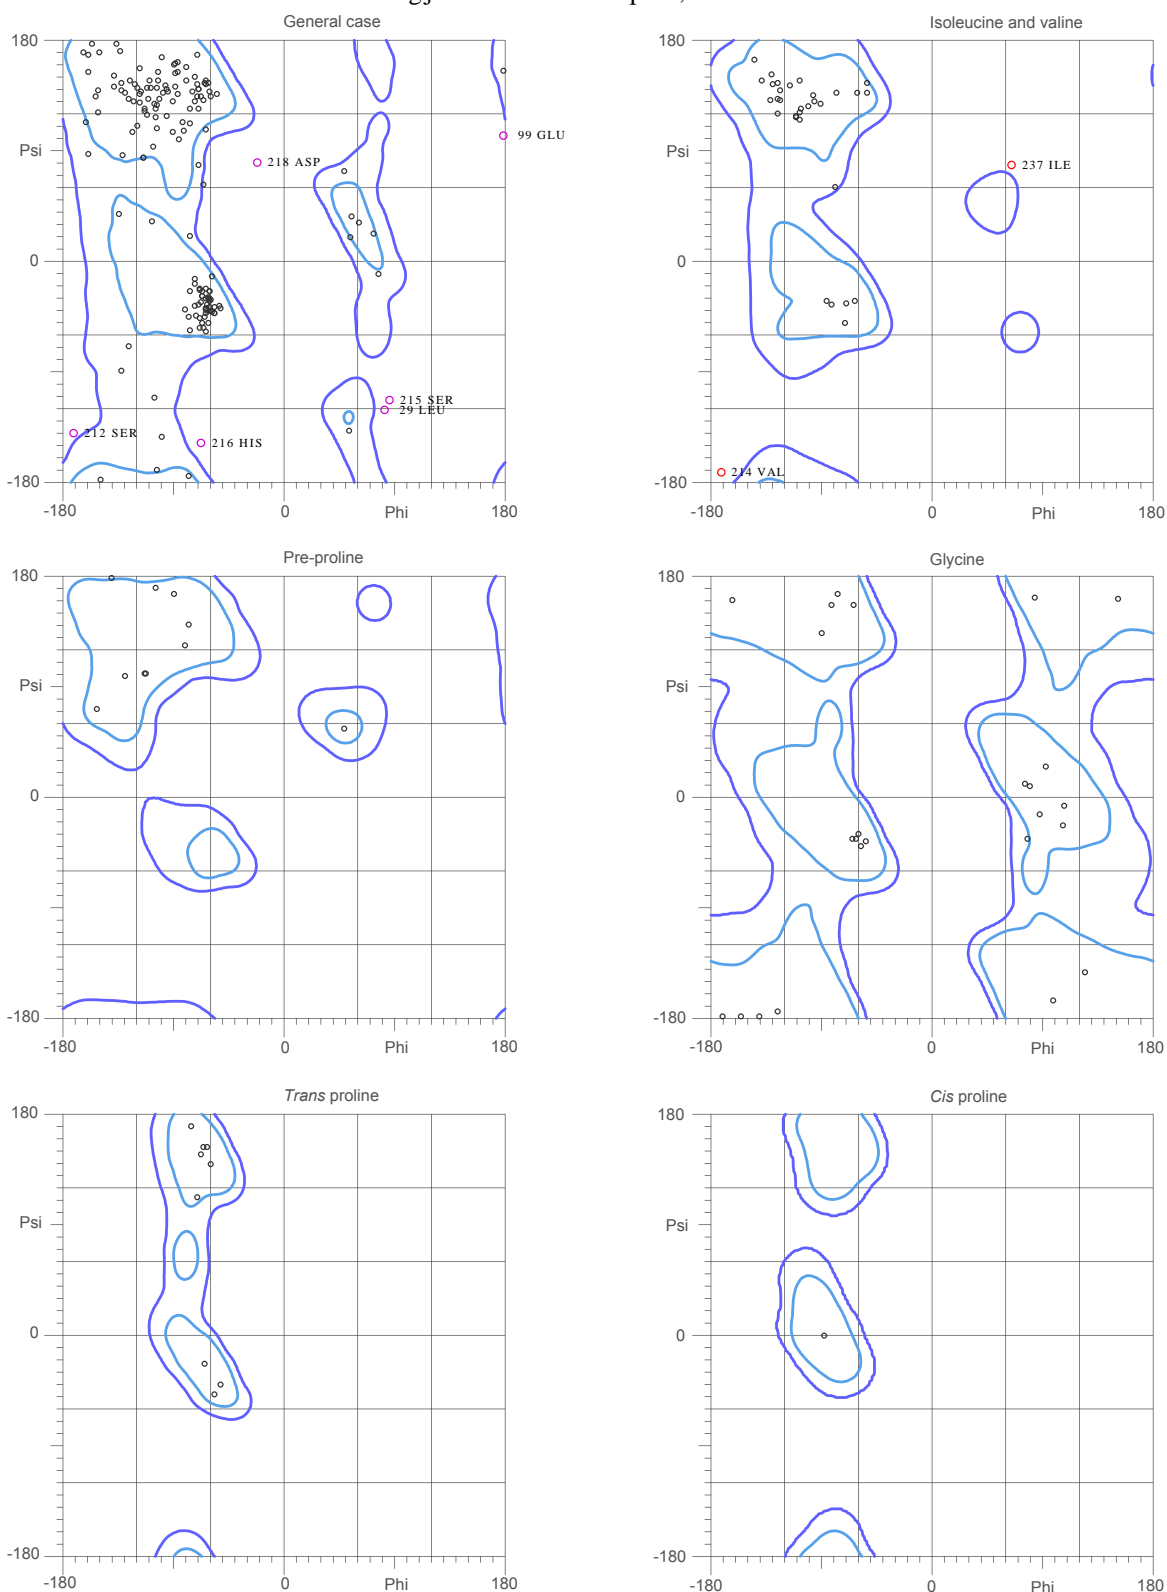 General case
Isoleucine and valine
180
180
99 GLU
Psi
218 ASP
Psi
237 ILE
0
0
215 SER
29 LEU
212 SER
216 HIS
214 VAL
-180
-180
-180 0 Phi 180
-180 0 Phi 180
Pre-proline
Glycine
180
180
Psi
Psi
0
0
-180
-180
-180 0 Phi 180
-180 0 Phi 180
Trans proline
Cis proline
180
180
Psi
Psi
0
0
-180
-180
-180 0 Phi 180
-180 0 Phi 180